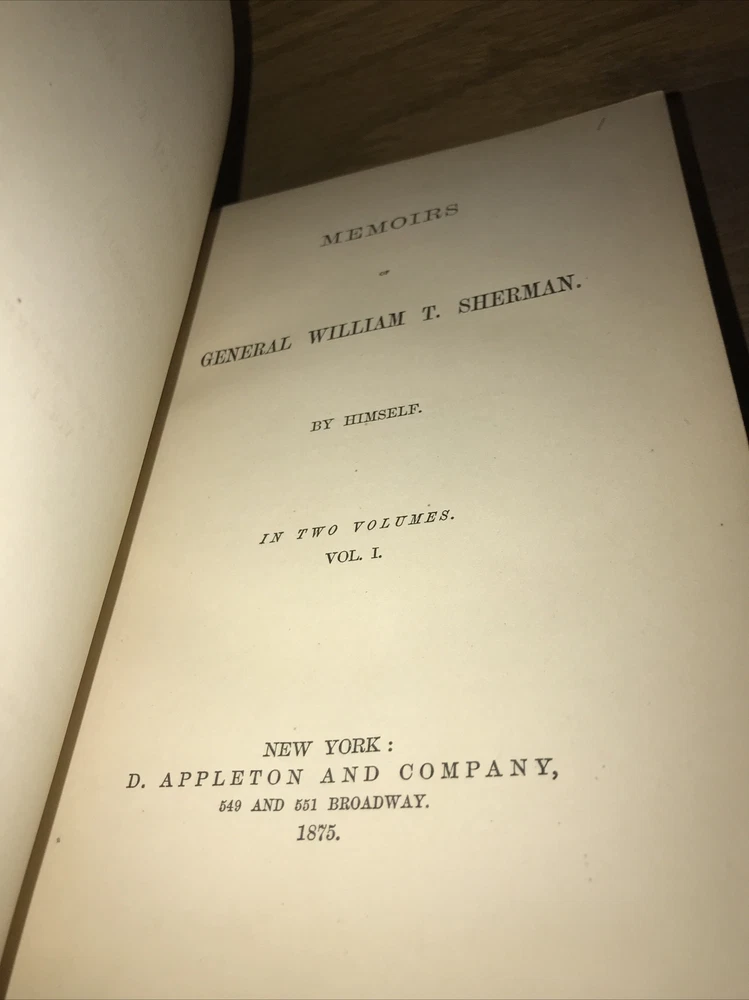 MEMOIRS
OF
GENERAL WILLIAM T. SHERMAN.
BY HIMSELF.
IN TWO VOLUMES.
VOL. I.
NEW YORK:
D. APPLETON AND COMPANY,
549 AND 551 BROADWAY.
1875.